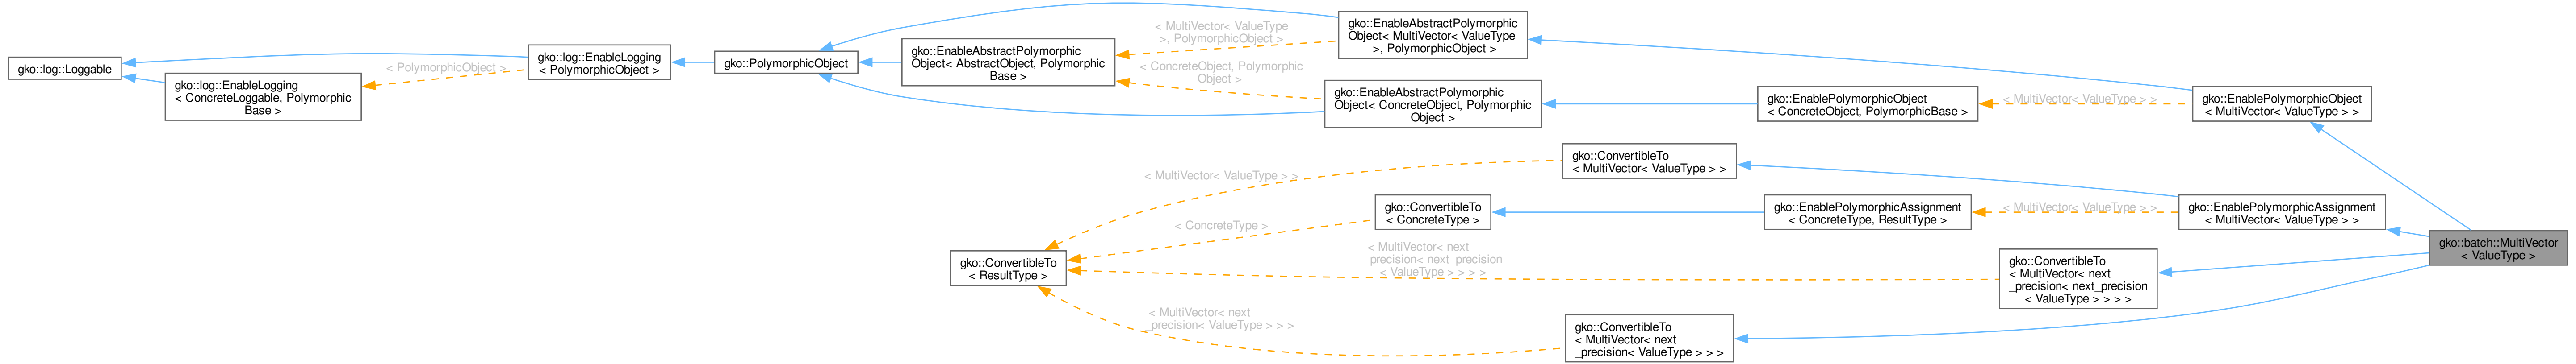 gko::log::Loggable
gko::log::EnableLogging
< ConcreteLoggable, Polymorphic
Base >
< PolymorphicObject >
gko::log::EnableLogging
< PolymorphicObject >
gko::PolymorphicObject
gko::EnableAbstractPolymorphic
Object< AbstractObject, Polymorphic
Base >
< MultiVector< ValueType
>, PolymorphicObject >
< ConcreteObject, Polymorphic
Object >
gko::EnableAbstractPolymorphic
Object< MultiVector< ValueType
>, PolymorphicObject >
gko::EnableAbstractPolymorphic
Object< ConcreteObject, Polymorphic
Object >
gko::EnablePolymorphicObject
< ConcreteObject, PolymorphicBase >
< MultiVector< ValueType > >
gko::EnablePolymorphicObject
< MultiVector< ValueType > >
gko::ConvertibleTo
< ResultType >
< MultiVector< ValueType > >
< ConcreteType >
< MultiVector< next
_precision< next_precision
< ValueType > > > >
< MultiVector< next
_precision< ValueType > > >
gko::ConvertibleTo
< MultiVector< ValueType > >
gko::ConvertibleTo
< ConcreteType >
gko::EnablePolymorphicAssignment
< ConcreteType, ResultType >
< MultiVector< ValueType > >
gko::EnablePolymorphicAssignment
< MultiVector< ValueType > >
gko::ConvertibleTo
< MultiVector< next
_precision< next_precision
< ValueType > > > >
gko::ConvertibleTo
< MultiVector< next
_precision< ValueType > > >
gko::batch::MultiVector
< ValueType >